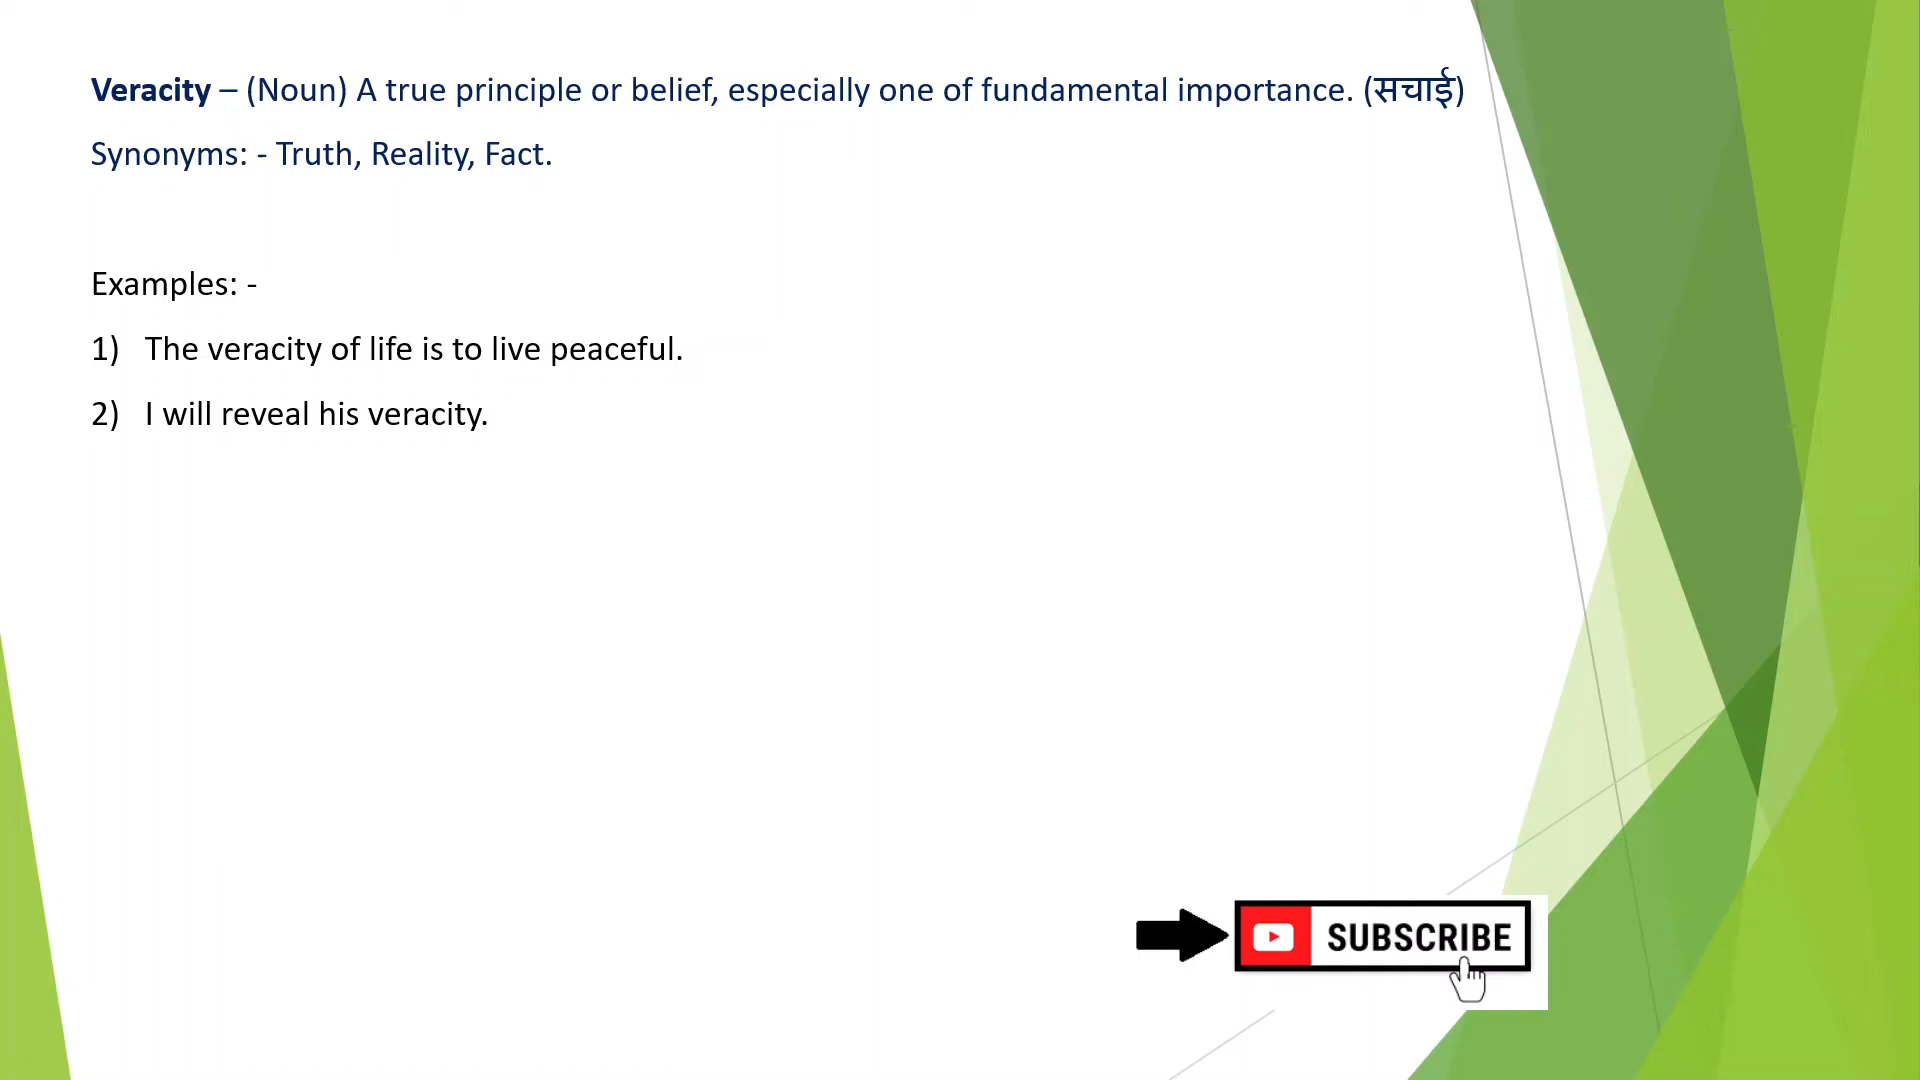 Veracity – (Noun) A true principle or belief, especially one of fundamental importance. (सचाई)
Synonyms: - Truth, Reality, Fact.
Examples: -
1) The veracity of life is to live peaceful.
2) I will reveal his veracity.
SUBSCRIBE